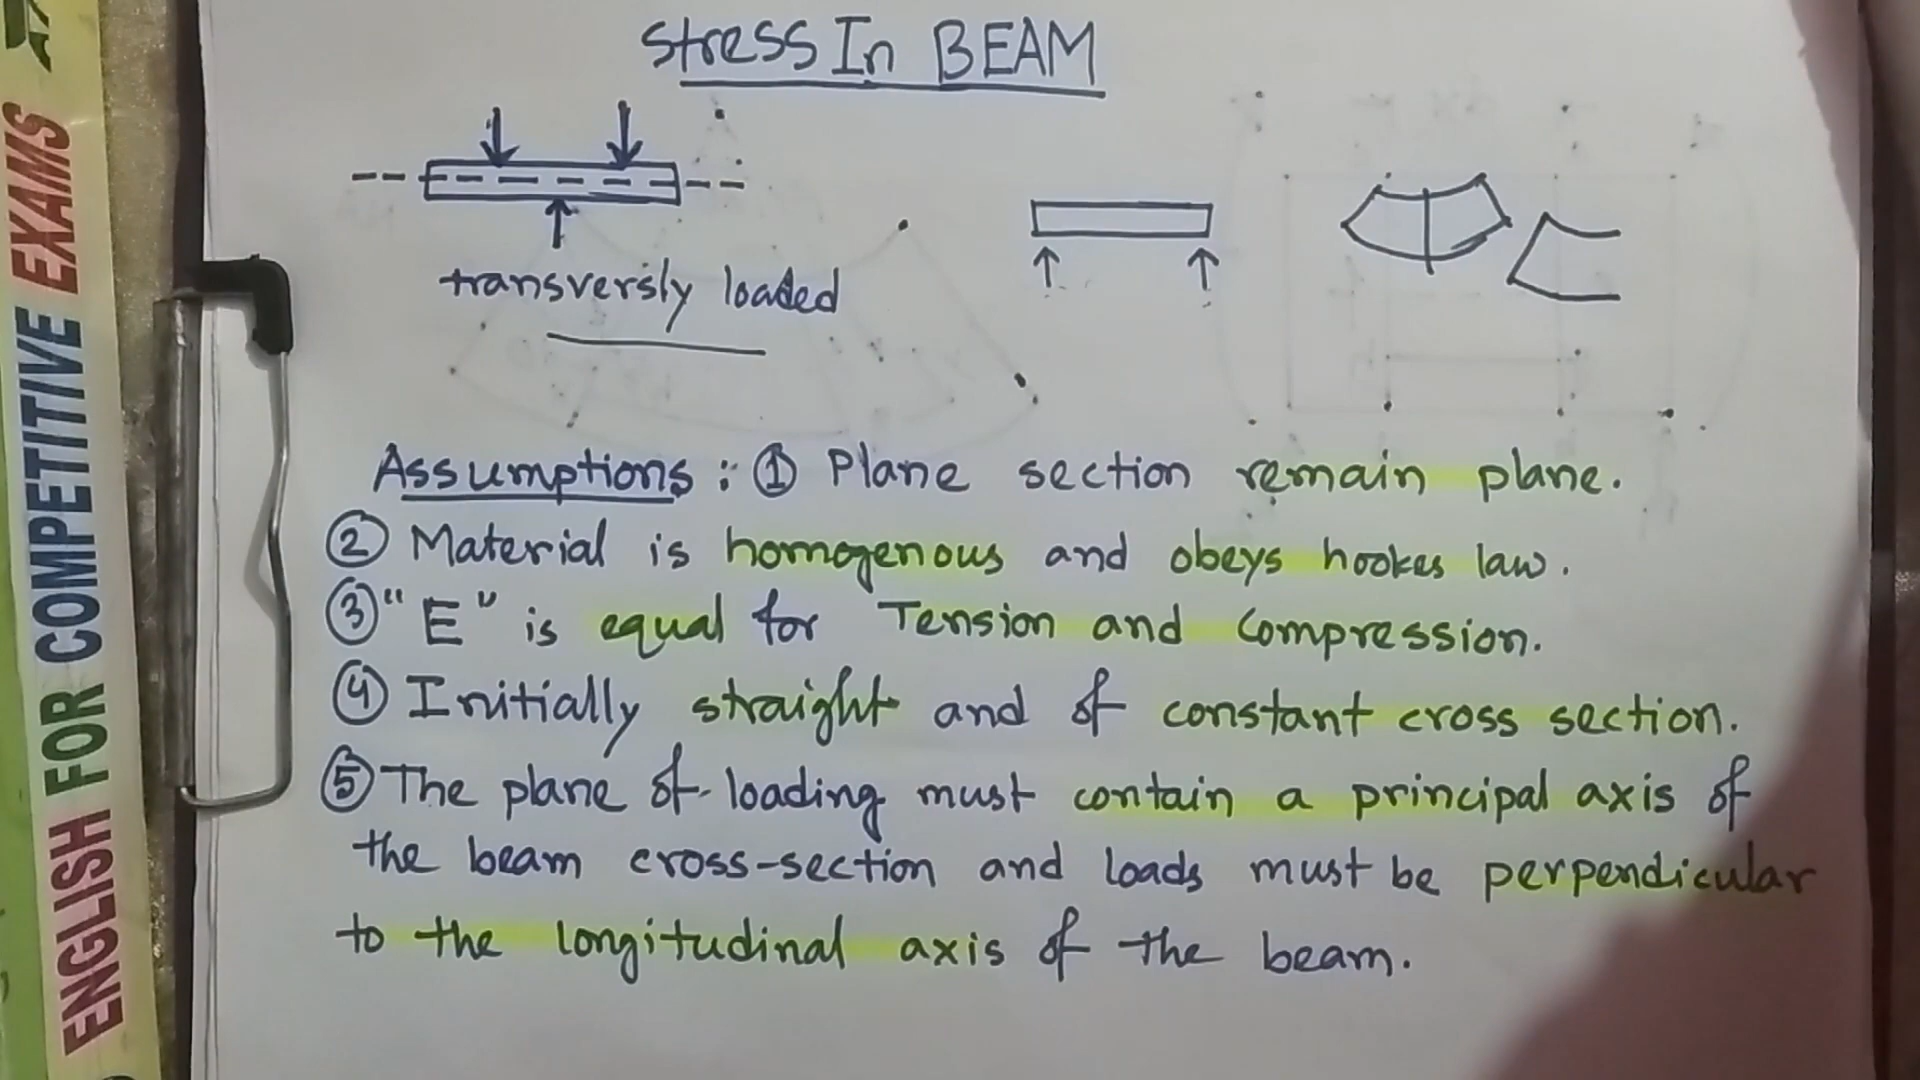 Stress In BEAM
transversly loaded
Assumptions : ① Plane section remain plane.
② Material is homogenous and obeys hookes law.
③ "E" is equal for Tension and Compression.
④ Initially straight and of constant cross section.
⑤ The plane of loading must contain a principal axis of
the beam cross-section and loads must be perpendicular
to the longitudinal axis of the beam.
ENGLISH FOR COMPETITIVE EXAMS